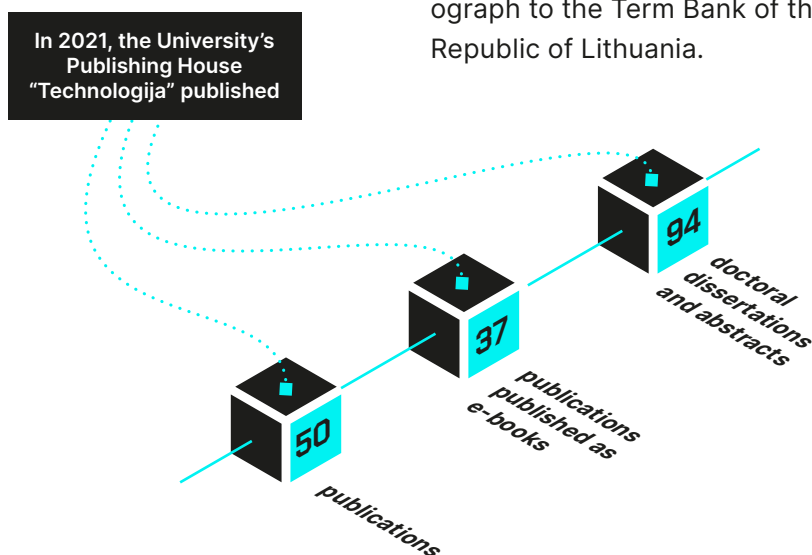 ograph to the Term Bank of th
Republic of Lithuania.
In 2021, the University’s
Publishing House
“Technologija” published
94
doctoral
dissertations
and abstracts
37
publications
published as
e-books
50
publications